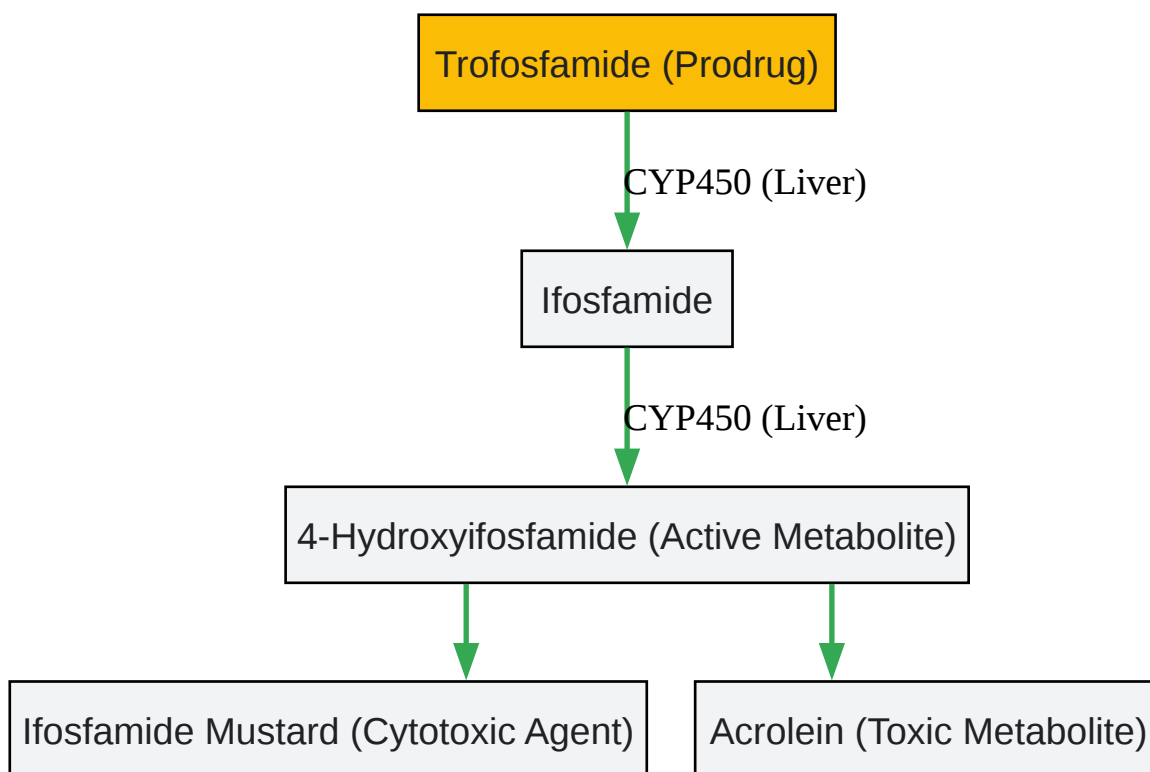 Trofosfamide (Prodrug)
CYP450 (Liver)
Ifosfamide
CYP450 (Liver)
4-Hydroxyifosfamide (Active Metabolite)
Ifosfamide Mustard (Cytotoxic Agent)
Acrolein (Toxic Metabolite)